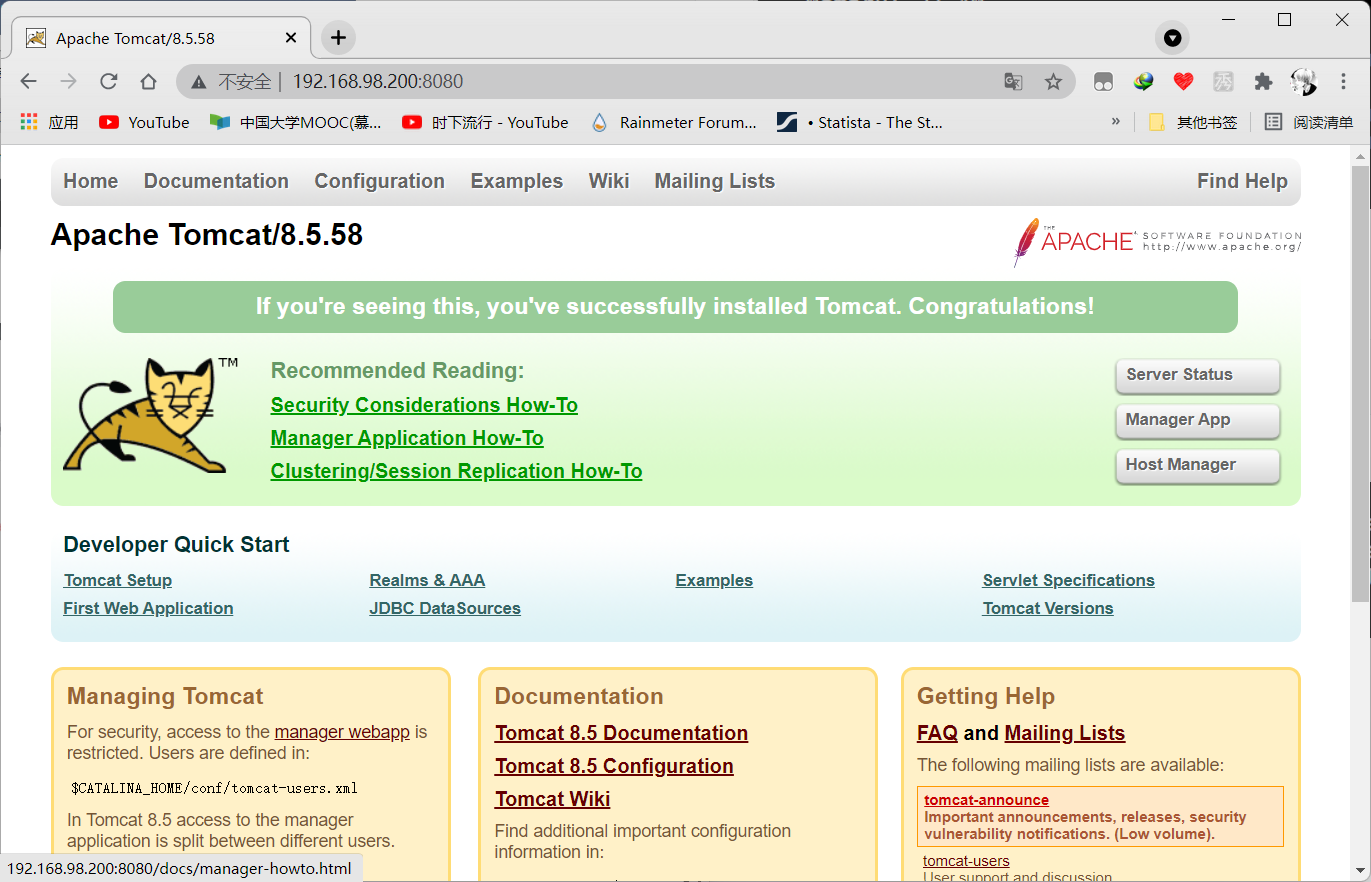 Apache Tomcat/8.5.58
不安全 192.168.98.200:8080
应用 YouTube 中国大学MOOC(慕... 时下流行 - YouTube Rainmeter Forum... • Statista - The St... » 其他书签 阅读清单
Home Documentation Configuration Examples Wiki Mailing Lists Find Help
Apache Tomcat/8.5.58
THE APACHE SOFTWARE FOUNDATION
http://www.apache.org/
If you're seeing this, you've successfully installed Tomcat. Congratulations!
TM
Recommended Reading:
Security Considerations How-To
Manager Application How-To
Clustering/Session Replication How-To
Server Status
Manager App
Host Manager
Developer Quick Start
Tomcat Setup
First Web Application
Realms & AAA
JDBC DataSources
Examples
Servlet Specifications
Tomcat Versions
Managing Tomcat
For security, access to the manager webapp is
restricted. Users are defined in:
$CATALINA_HOME/conf/tomcat-users.xml
In Tomcat 8.5 access to the manager
application is split between different users.
Documentation
Tomcat 8.5 Documentation
Tomcat 8.5 Configuration
Tomcat Wiki
Find additional important configuration
information in:
Getting Help
FAQ and Mailing Lists
The following mailing lists are available:
tomcat-announce
Important announcements, releases, security
vulnerability notifications. (Low volume).
tomcat-users
User support and discussion
192.168.98.200:8080/docs/manager-howto.html